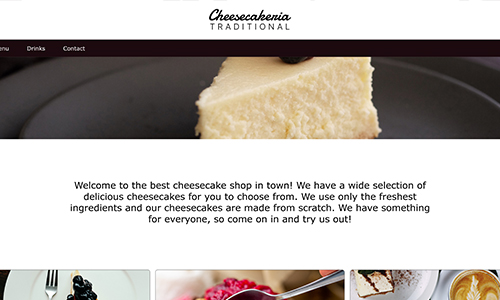 Cheesecakeria
TRADITIONAL
Drinks Contact
Welcome to the best cheesecake shop in town! We have a wide selection of
delicious cheesecakes for you to choose from. We use only the freshest
ingredients and our cheesecakes are made from scratch. We have something
for everyone, so come on in and try us out!